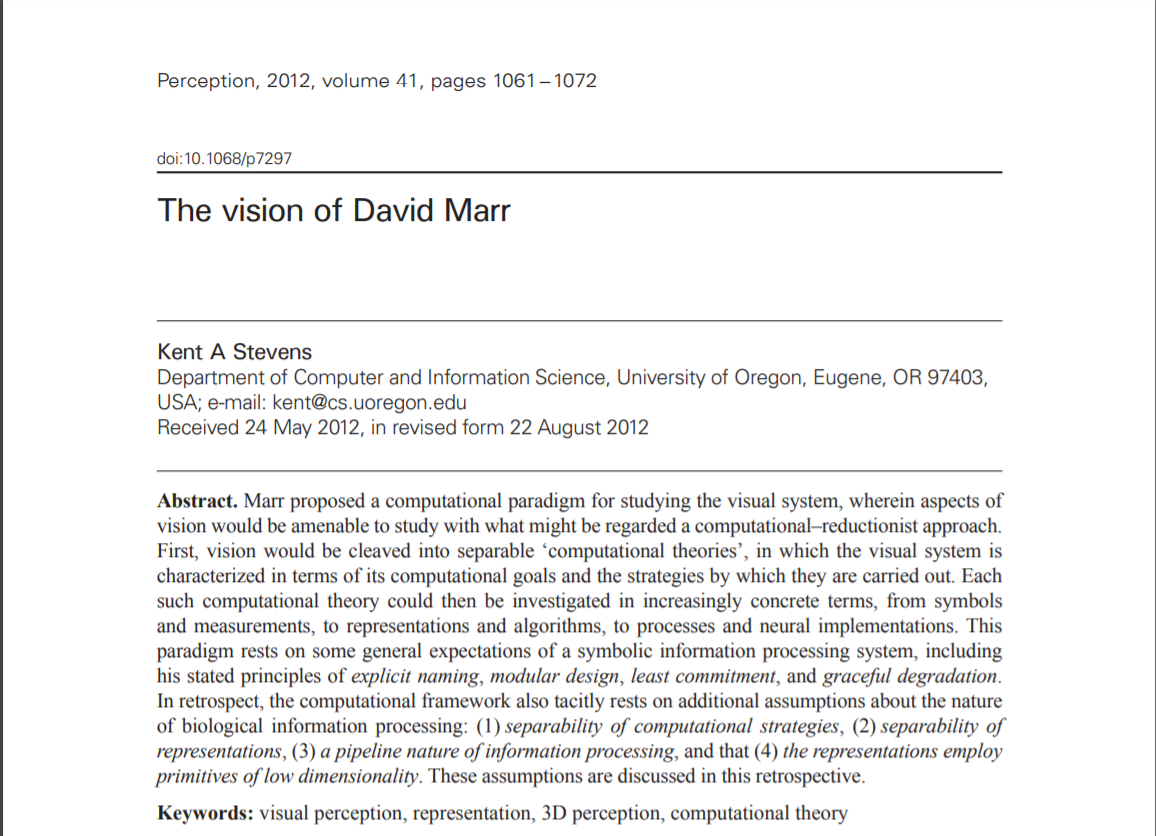 Perception, 2012, volume 41, pages 1061–1072
doi:10.1068/p7297
The vision of David Marr
Kent A Stevens
Department of Computer and Information Science, University of Oregon, Eugene, OR 97403,
USA; e-mail: kent@cs.uoregon.edu
Received 24 May 2012, in revised form 22 August 2012
Abstract. Marr proposed a computational paradigm for studying the visual system, wherein aspects of
vision would be amenable to study with what might be regarded a computational–reductionist approach.
First, vision would be cleaved into separable ‘computational theories’, in which the visual system is
characterized in terms of its computational goals and the strategies by which they are carried out. Each
such computational theory could then be investigated in increasingly concrete terms, from symbols
and measurements, to representations and algorithms, to processes and neural implementations. This
paradigm rests on some general expectations of a symbolic information processing system, including
his stated principles of explicit naming, modular design, least commitment, and graceful degradation.
In retrospect, the computational framework also tacitly rests on additional assumptions about the nature
of biological information processing: (1) separability of computational strategies, (2) separability of
representations, (3) a pipeline nature of information processing, and that (4) the representations employ
primitives of low dimensionality. These assumptions are discussed in this retrospective.
Keywords: visual perception, representation, 3D perception, computational theory